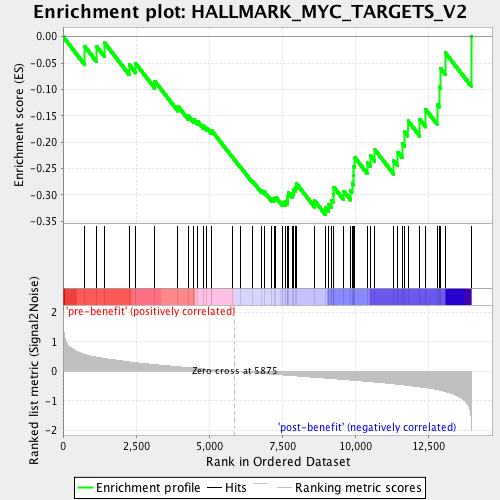 Enrichment plot: HALLMARK_MYC_TARGETS_V2
Enrichment score (ES)
0.00
-0.05
-0.10
-0.15
-0.20
-0.25
-0.30
-0.35
Ranked list metric (Signal2Noise)
'pre-benefit' (positively correlated)
2
1
0
-1
-2
Zero cross at 5875
'post-benefit' (negatively correlated)
0
2,500
5,000
7,500
10,000
12,500
Rank in Ordered Dataset
Enrichment profile
Hits
Ranking metric scores